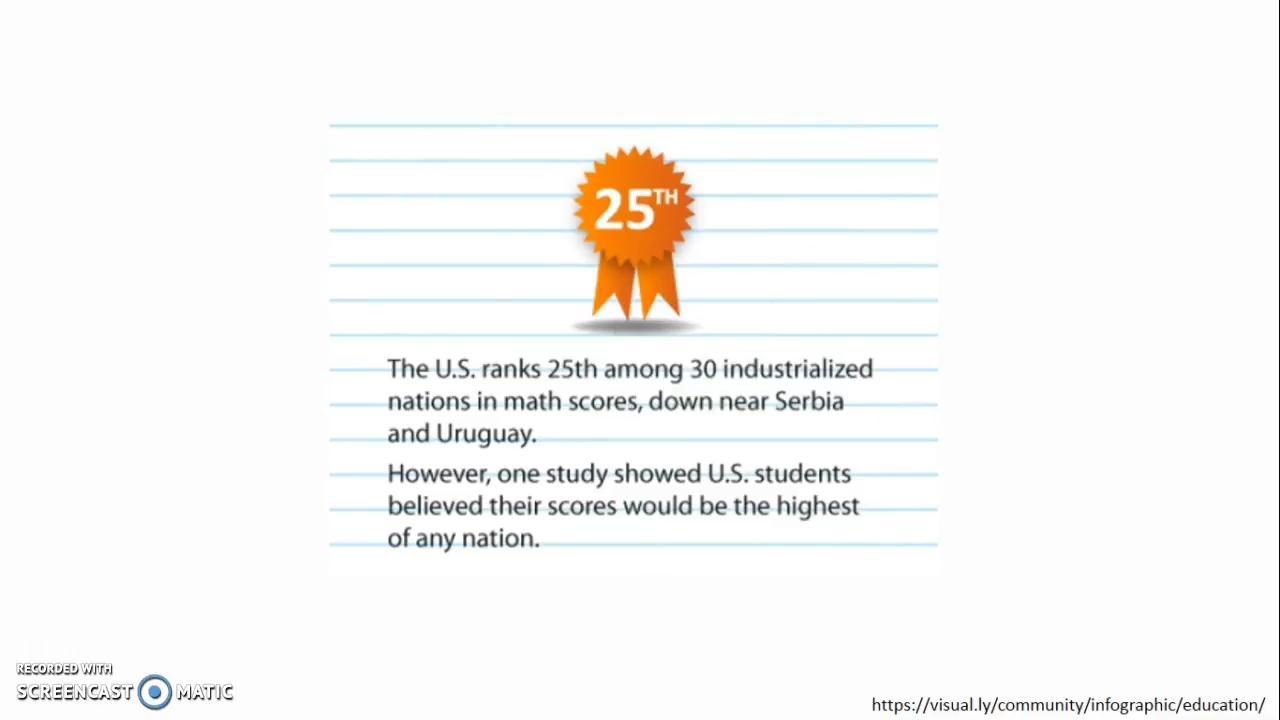 25TH
The U.S. ranks 25th among 30 industrialized
nations in math scores, down near Serbia
and Uruguay.
However, one study showed U.S. students
believed their scores would be the highest
of any nation.
RECORDED WITH
SCREENCAST MATIC
https://visual.ly/community/infographic/education/